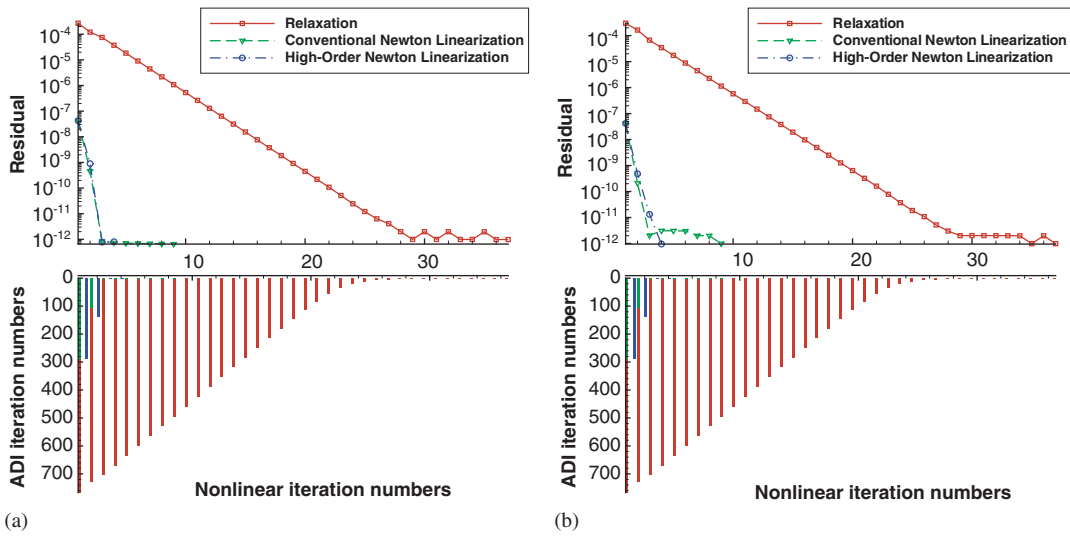 Relaxation
Conventional Newton Linearization
High-Order Newton Linearization
Residual
10^-4
10^-5
10^-6
10^-7
10^-8
10^-9
10^-10
10^-11
10^-12
10 20 30
ADI iteration numbers
0
100
200
300
400
500
600
700
Nonlinear iteration numbers
(a)
Relaxation
Conventional Newton Linearization
High-Order Newton Linearization
Residual
10^-4
10^-5
10^-6
10^-7
10^-8
10^-9
10^-10
10^-11
10^-12
10 20 30
ADI iteration numbers
0
100
200
300
400
500
600
700
Nonlinear iteration numbers
(b)